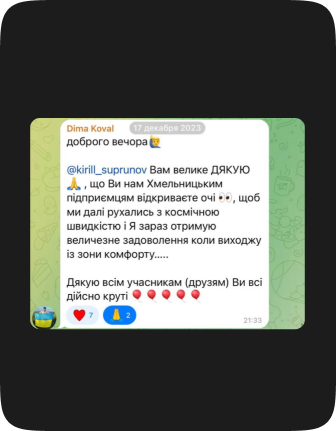 Dima Koval
17 декабря 2023
доброго вечора🙋‍♂️
@kirill_suprunov Вам велике ДЯКУЮ
🙏 , що Ви нам Хмельницьким
підприємцям відкриваєте очі 👀, щоб
ми далі рухались з космічною
швидкістю і Я зараз отримую
величезне задоволення коли виходжу
із зони комфорту.....
Дякую всім учасникам (друзям) Ви всі
дійсно круті 🎈🎈🎈🎈🎈
❤️ 7 🙏 2
21:33